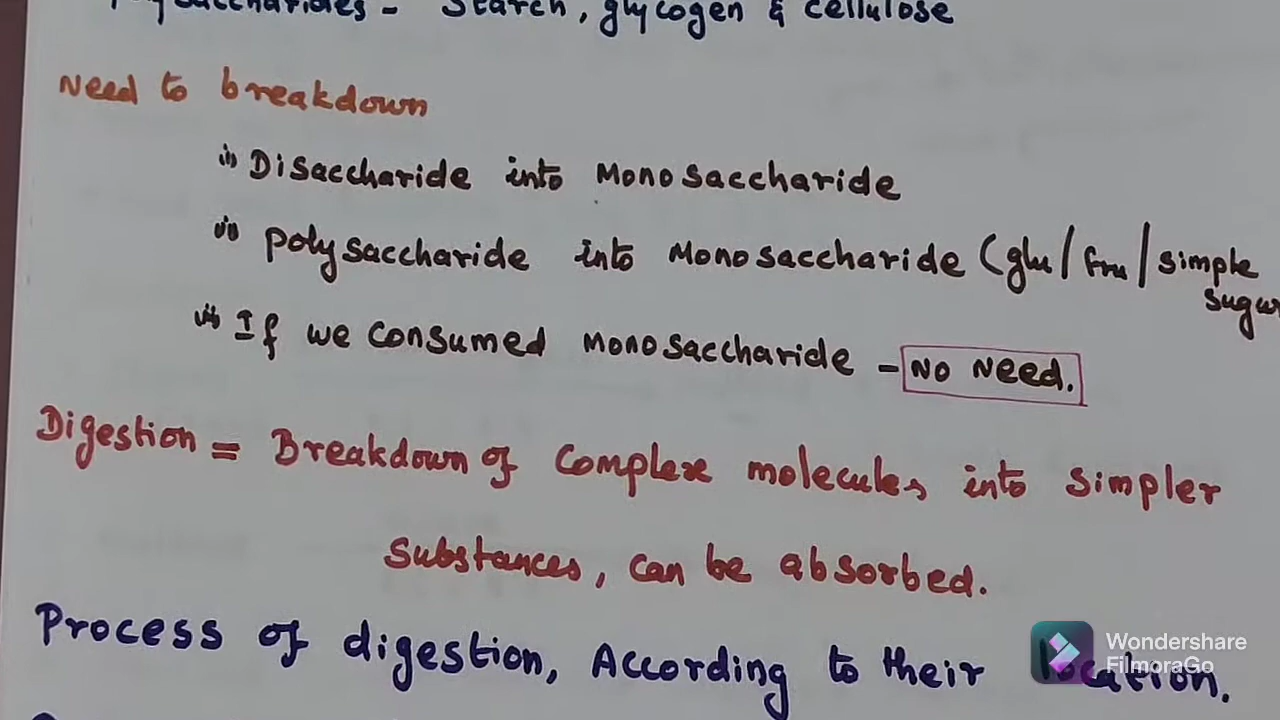 Polysaccharides - Starch, glycogen & cellulose
Need to breakdown
i) Disaccharide into Monosaccharide
ii) Polysaccharide into Monosaccharide (glu/fru/simple
sugar
iii) If we consumed Monosaccharide - NO NEED.
Digestion = Breakdown of complex molecules into simpler
substances, can be absorbed.
Process of digestion, According to their location.
Wondershare
FilmoraGo